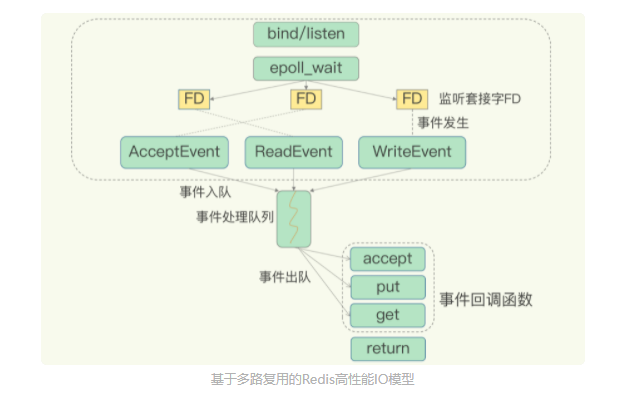 bind/listen
epoll_wait
FD
FD
FD
监听套接字FD
事件发生
AcceptEvent
ReadEvent
WriteEvent
事件入队
事件处理队列
事件出队
accept
put
get
事件回调函数
return
基于多路复用的Redis高性能IO模型